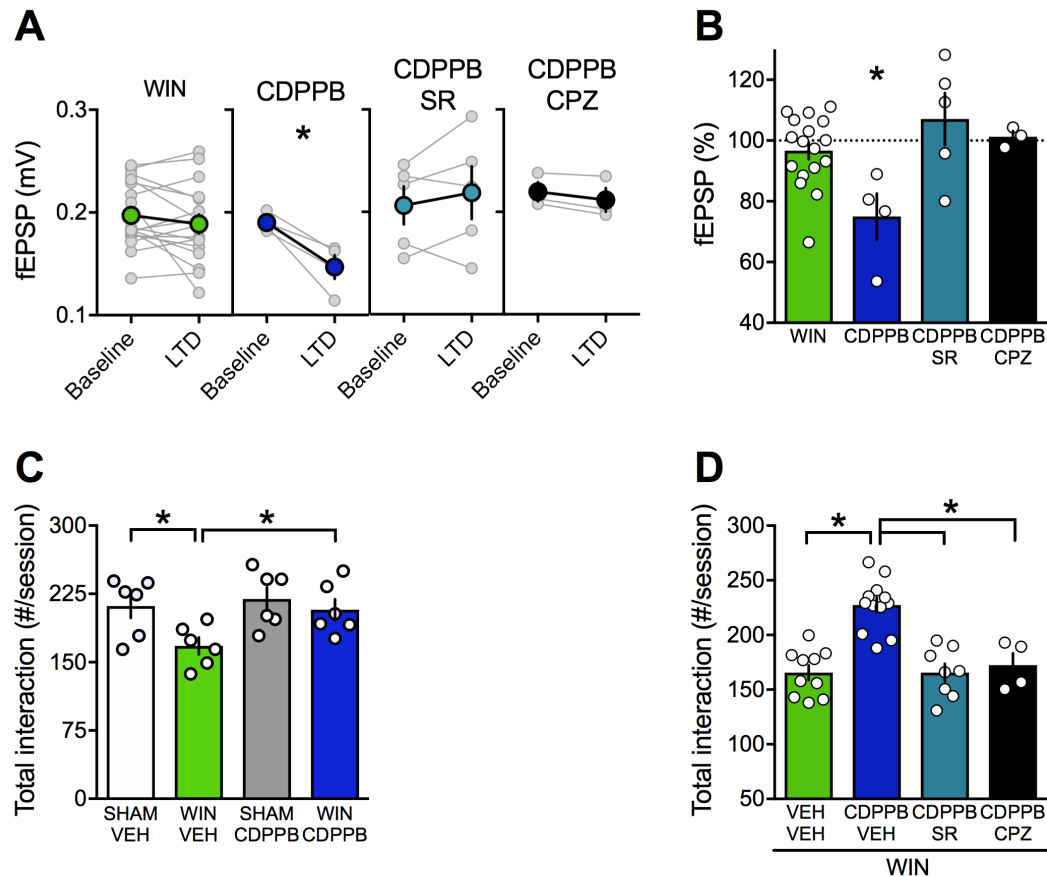 A
WIN
CDPPB
CDPPB
SR
CDPPB
CPZ
*
fEPSP (mV)
0.3
0.2
0.1
Baseline
LTD
Baseline
LTD
Baseline
LTD
Baseline
LTD
B
*
fEPSP (%)
120
100
80
60
40
WIN
CDPPB
CDPPB
SR
CDPPB
CPZ
C
*
*
Total interaction (#/session)
300
225
150
75
0
SHAM
VEH
WIN
VEH
SHAM
CDPPB
WIN
CDPPB
D
*
*
Total interaction (#/session)
300
250
200
150
100
50
VEH
VEH
CDPPB
VEH
CDPPB
SR
CDPPB
CPZ
WIN